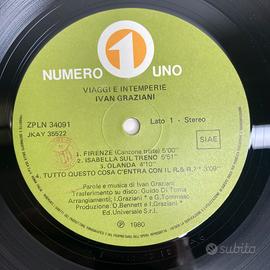 NUMERO 1 UNO
VIAGGI E INTEMPERIE
IVAN GRAZIANI
ZPLN 34091
JKAY 35522
Lato 1 - Stereo
SIAE
1. FIRENZE (Canzone triste) 5'00"
2. ISABELLA SUL TRENO 5'51"
3. OLANDA 4'10"
4. TUTTO QUESTO COSA C'ENTRA CON IL R.& R.? 3'09"
Parole e musica di Ivan Graziani
Trasferimento su disco: Guido Di Toma
Arrangiamenti: I.Graziani e G.Tommaso
Produzione: D.Bennett e I.Graziani
Ed.Universale S.r.l.
℗ 1980
subito